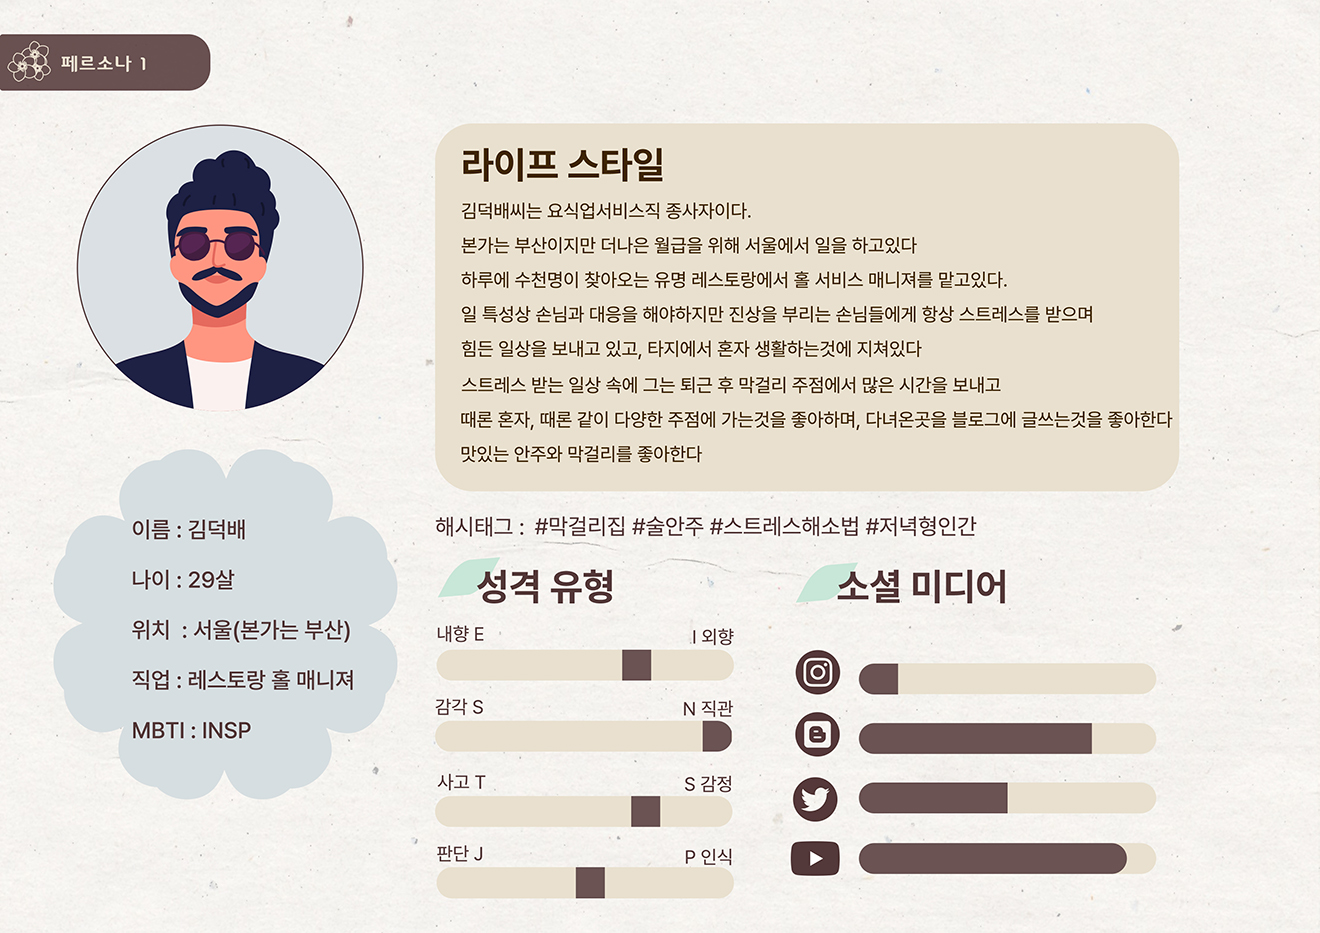 페르소나 1
라이프 스타일
김덕배씨는 요식업서비스직 종사자이다.
본가는 부산이지만 더나은 월급을 위해 서울에서 일을 하고있다
하루에 수천명이 찾아오는 유명 레스토랑에서 홀 서비스 매니져를 맡고있다.
일 특성상 손님과 대응을 해야하지만 진상을 부리는 손님들에게 항상 스트레스를 받으며
힘든 일상을 보내고 있고, 타지에서 혼자 생활하는것에 지쳐있다
스트레스 받는 일상 속에 그는 퇴근 후 막걸리 주점에서 많은 시간을 보내고
때론 혼자, 때론 같이 다양한 주점에 가는것을 좋아하며, 다녀온곳을 블로그에 글쓰는것을 좋아한다
맛있는 안주와 막걸리를 좋아한다
이름 : 김덕배
나이 : 29살
위치 : 서울(본가는 부산)
직업 : 레스토랑 홀 매니져
MBTI : INSP
해시태그 : #막걸리집 #술안주 #스트레스해소법 #저녁형인간
성격 유형
내향 E
I 외향
감각 S
N 직관
사고 T
S 감정
판단 J
P 인식
소셜 미디어